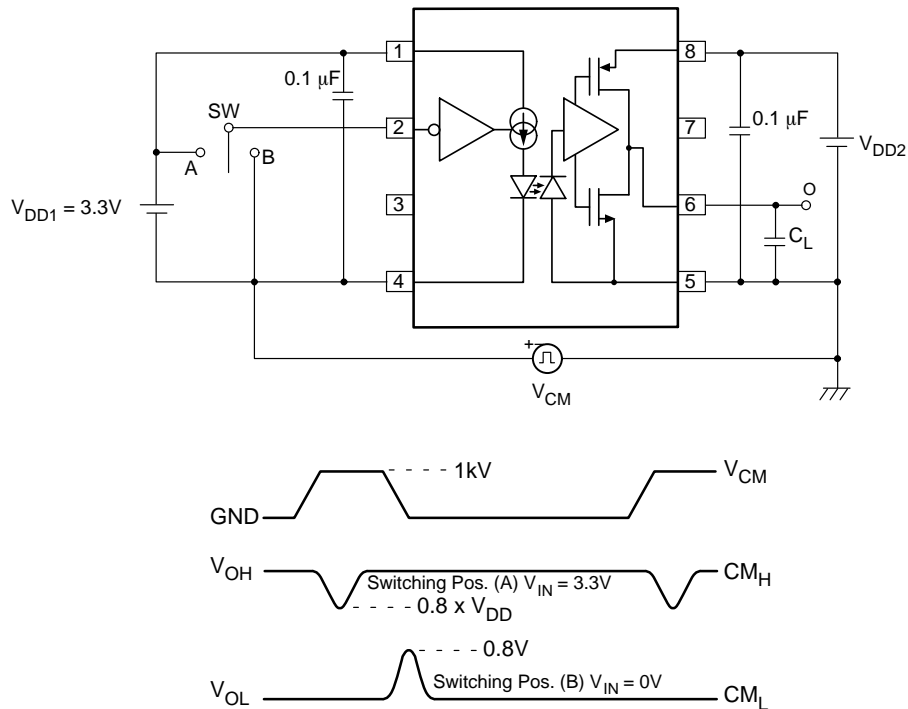 1
8
0.1 μF
SW
2
7
0.1 μF
A
B
V_DD2
V_DD1 = 3.3V
3
6
O
C_L
4
5
+–
V_CM
1kV
V_CM
GND
V_OH
Switching Pos. (A) V_IN = 3.3V
CM_H
0.8 x V_DD
0.8V
Switching Pos. (B) V_IN = 0V
V_OL
CM_L